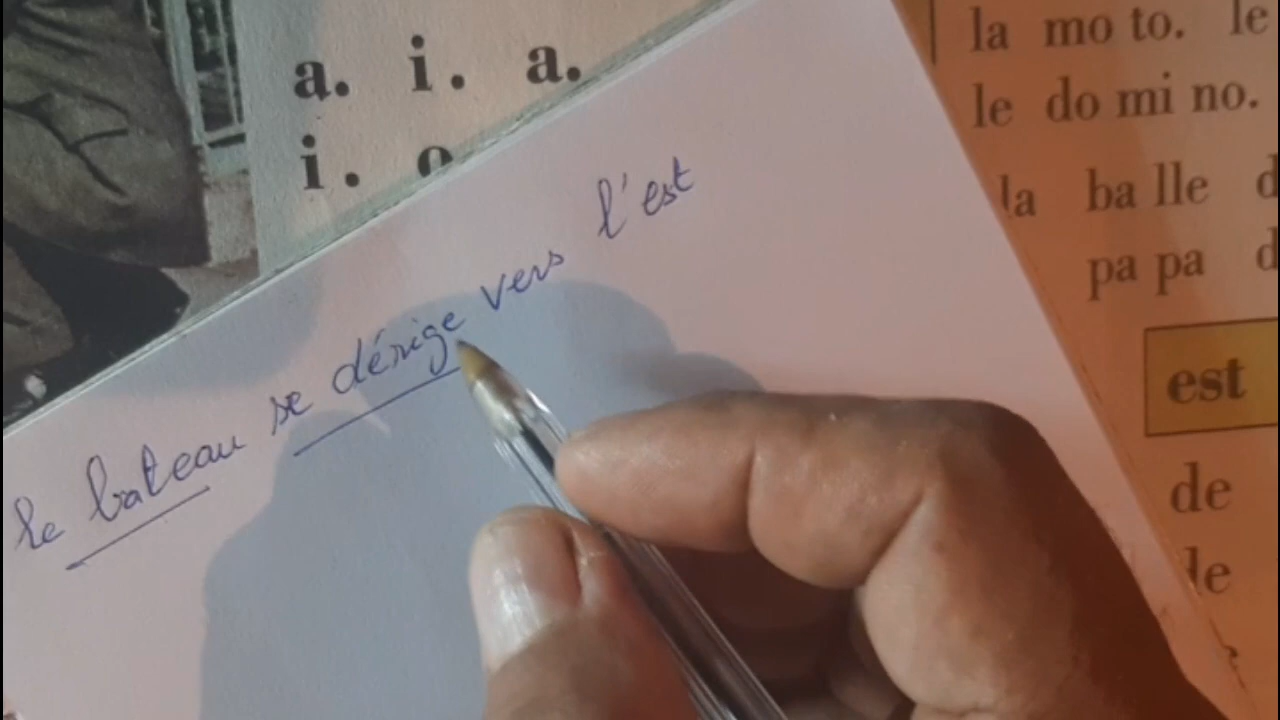 a. i. a.
i. o
le bateau se dérige vers l'est
la mo to. le
le do mi no.
la ba lle d
pa pa d
est
de
de